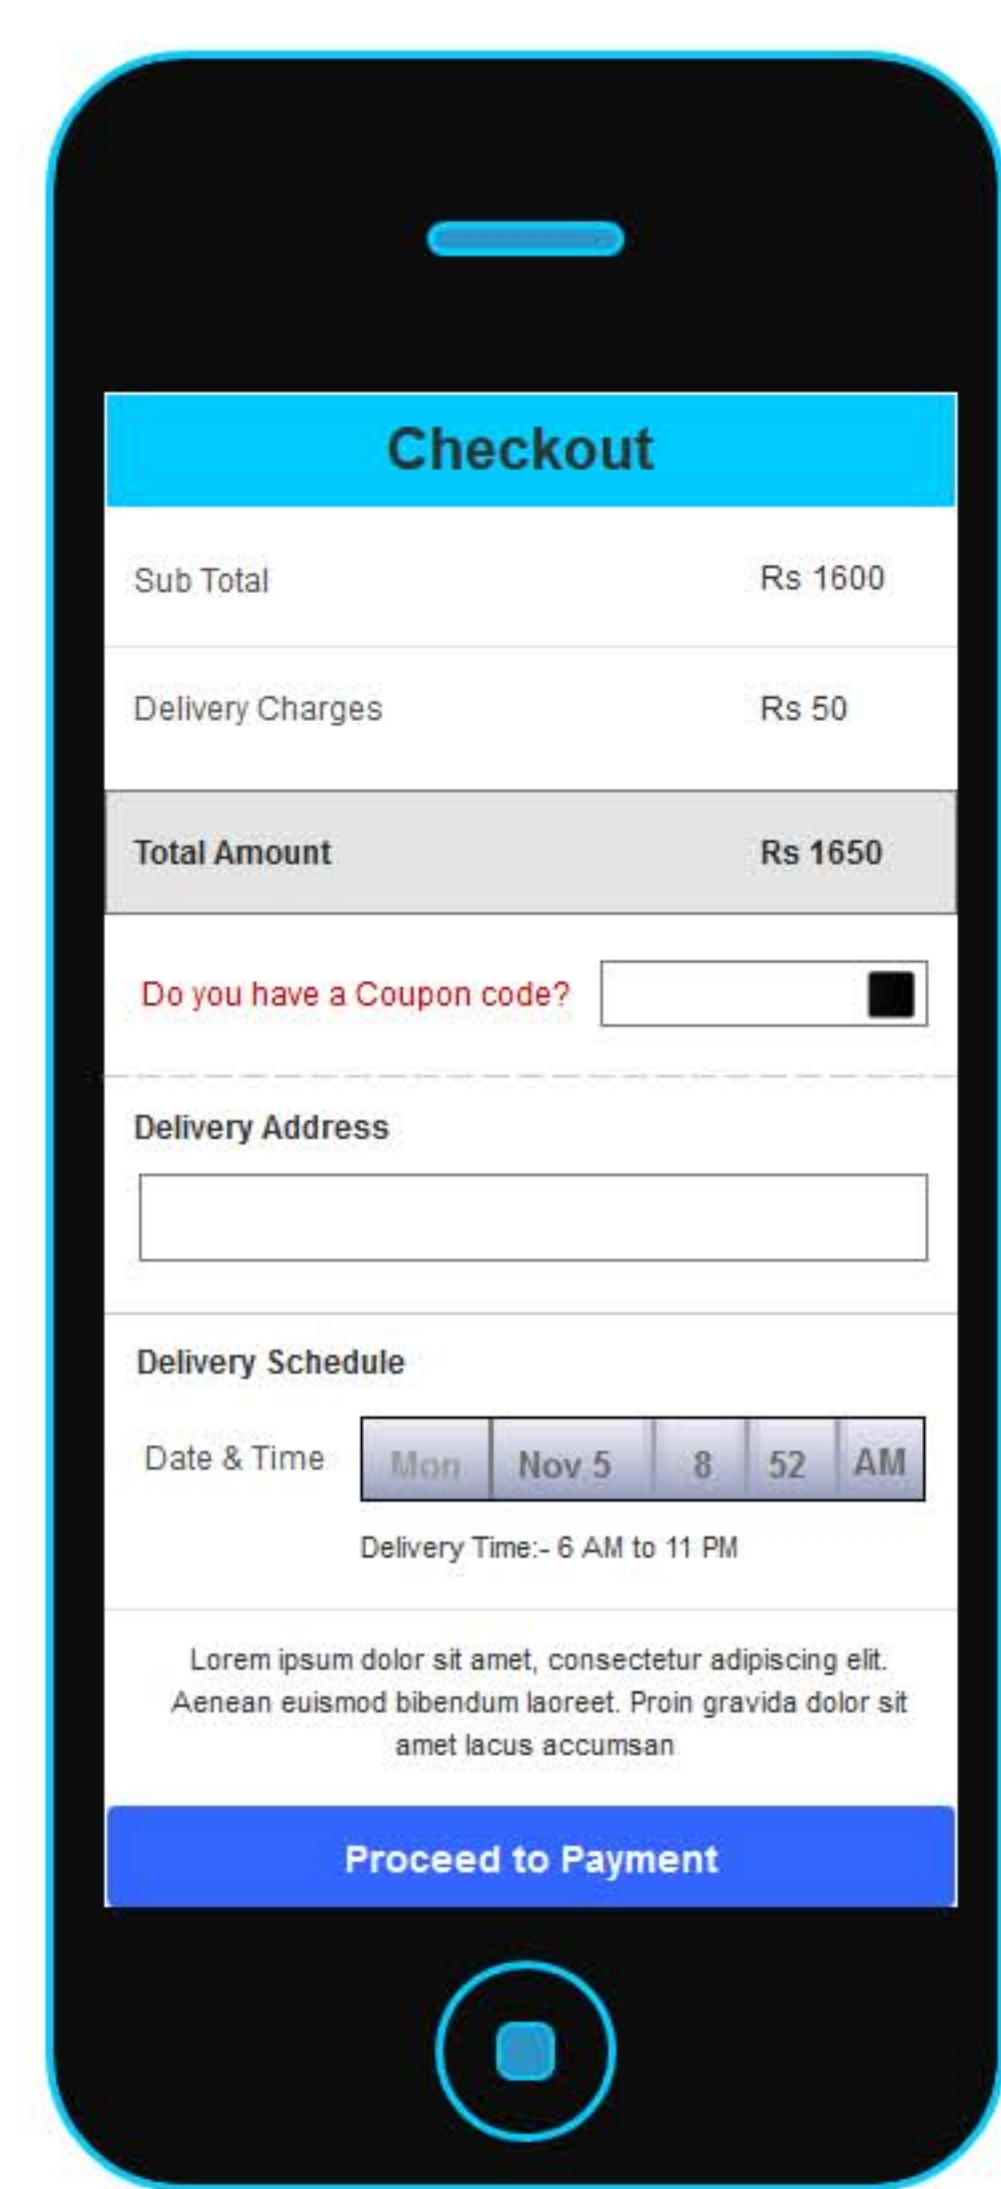 Checkout
Sub Total Rs 1600
Delivery Charges Rs 50
Total Amount Rs 1650
Do you have a Coupon code?
Delivery Address
Delivery Schedule
Date & Time Mon Nov 5 8 52 AM
Delivery Time:- 6 AM to 11 PM
Lorem ipsum dolor sit amet, consectetur adipiscing elit.
Aenean euismod bibendum laoreet. Proin gravida dolor sit
amet lacus accumsan
Proceed to Payment